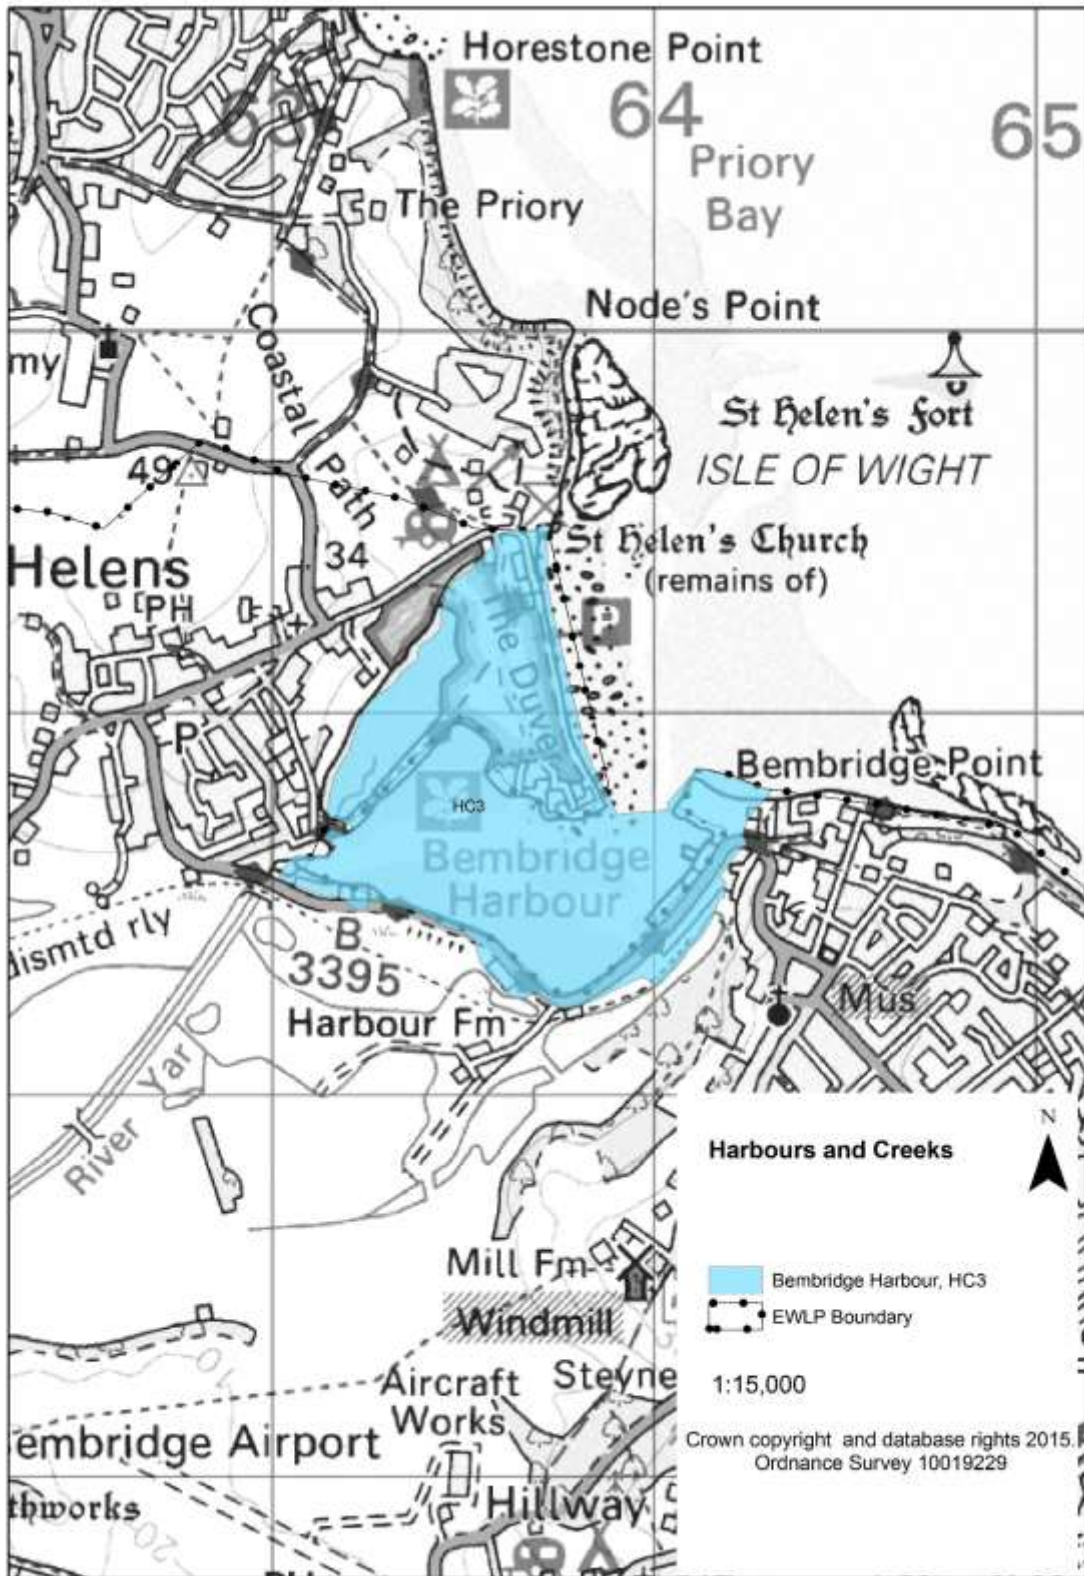 Horestone Point
63
64
65
Priory
Bay
The Priory
Node's Point
Coastal
Path
my
St Helen's Fort
ISLE OF WIGHT
49
34
St Helen's Church
(remains of)
Helens
PH
P
P
The Duver
Bembridge Point
HC3
Bembridge
Harbour
dismtd rly
B
3395
Mus
Harbour Fm
River Yar
N
Harbours and Creeks
Mill Fm
Windmill
Bembridge Harbour, HC3
EWLP Boundary
1:15,000
Aircraft
Works
Steyne
Crown copyright and database rights 2015.
Ordnance Survey 10019229
embridge Airport
thworks
20
Hillway